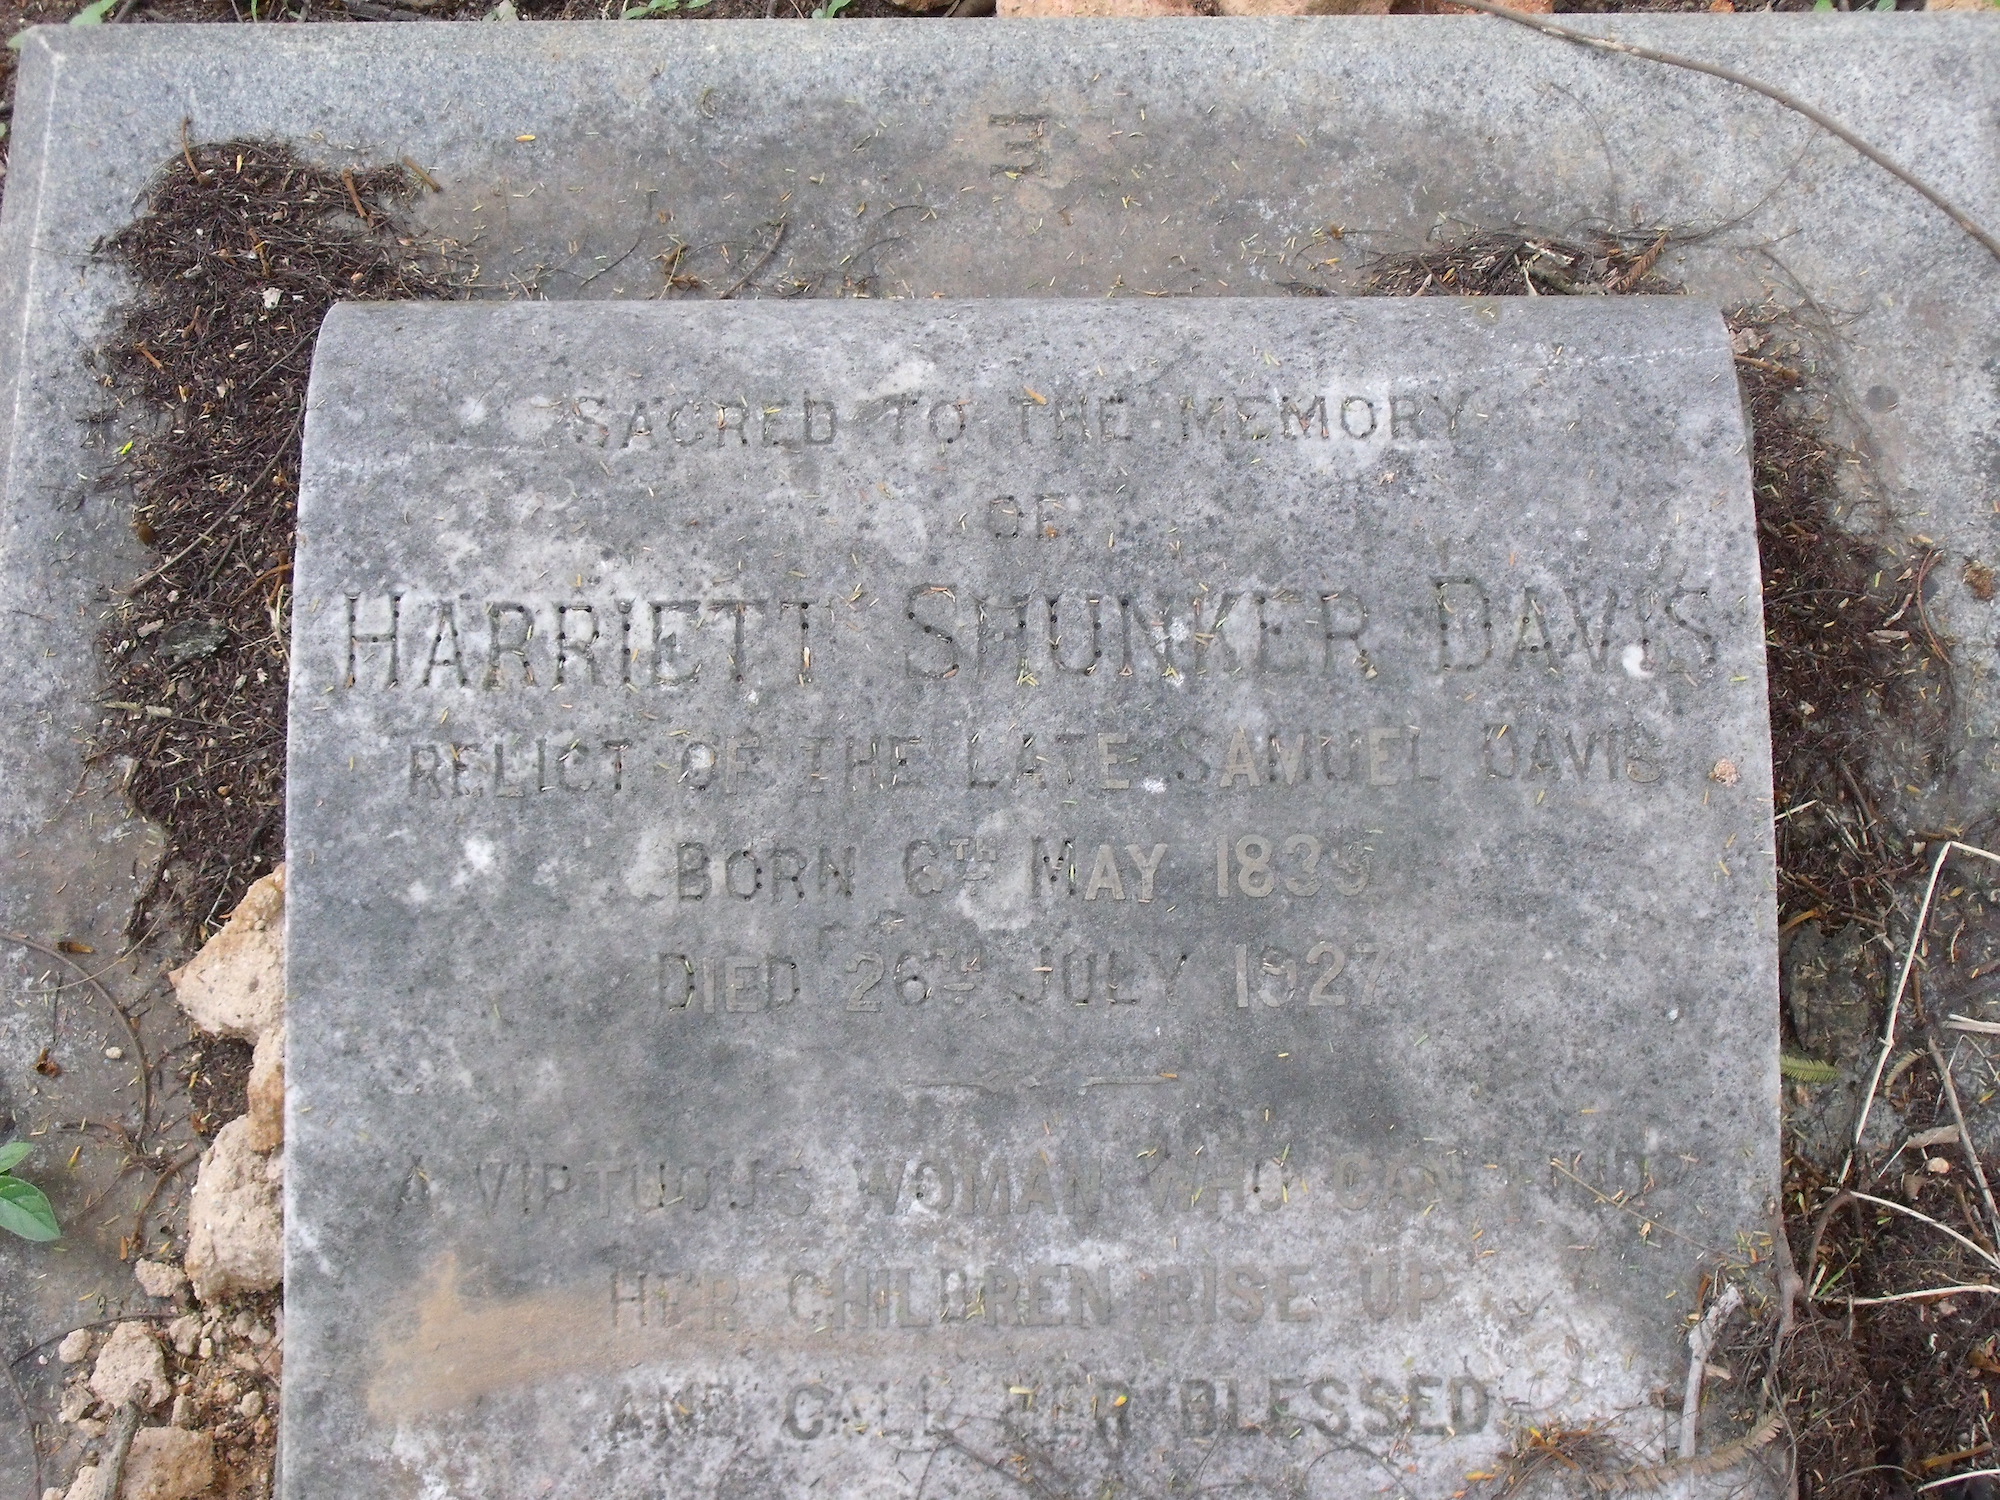 E
SACRED TO THE MEMORY
OF
HARRIETT SHUNKER DAVIS
RELICT OF THE LATE SAMUEL DAVIS
BORN 6TH MAY 1839
DIED 26TH JULY 1927
A VIRTUOUS WOMAN WHO CAN FIND
HER CHILDREN RISE UP
AND CALL HER BLESSED